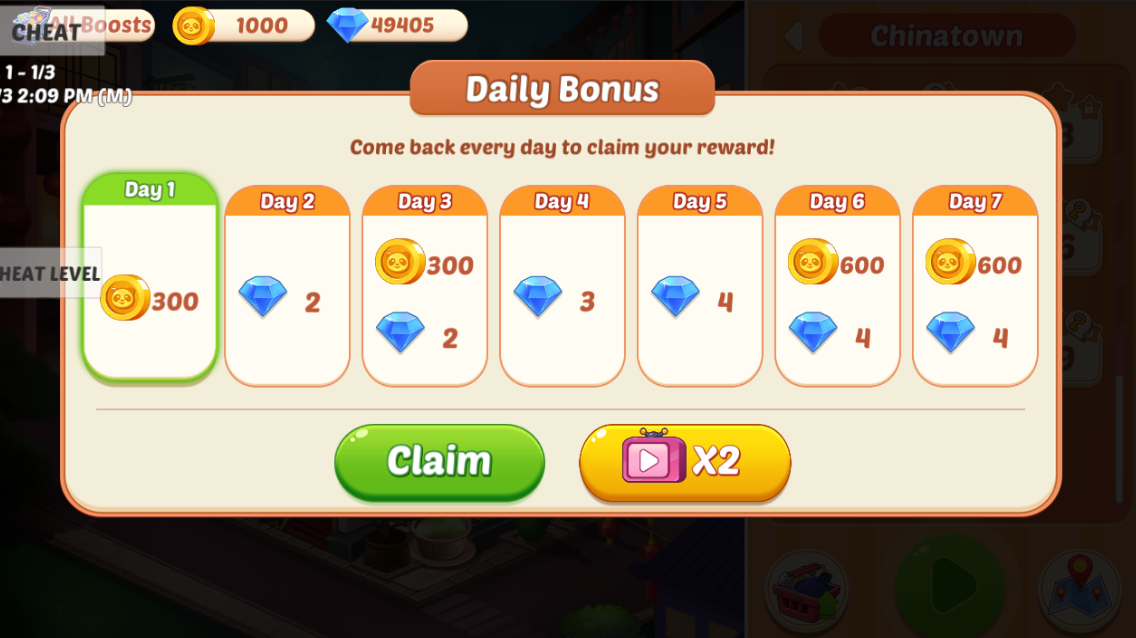 All Boosts
CHEAT
1000
49405
Chinatown
1 - 1/3
/3 2:09 PM (M)
Daily Bonus
Come back every day to claim your reward!
Day 1
Day 2
Day 3
Day 4
Day 5
Day 6
Day 7
HEAT LEVEL
300
2
300
2
3
4
600
4
600
4
Claim
X2